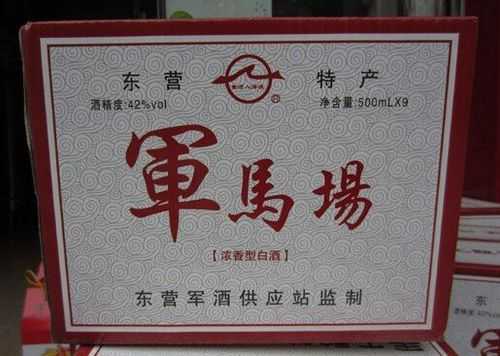 东营 特产
酒精度:42%vol 净含量:500mLX9
軍馬場
【浓香型白酒】
东营军酒供应站监制